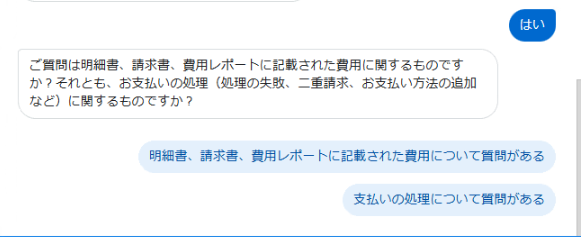 はい
ご質問は明細書、請求書、費用レポートに記載された費用に関するものです
か？それとも、お支払いの処理（処理の失敗、二重請求、お支払い方法の追加
など）に関するものですか？
明細書、請求書、費用レポートに記載された費用について質問がある
支払いの処理について質問がある